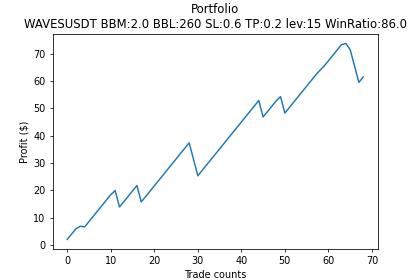 Portfolio
WAVESUSDT BBM:2.0 BBL:260 SL:0.6 TP:0.2 lev:15 WinRatio:86.0
70
60
50
40
30
20
10
0
Profit ($)
0 10 20 30 40 50 60 70
Trade counts